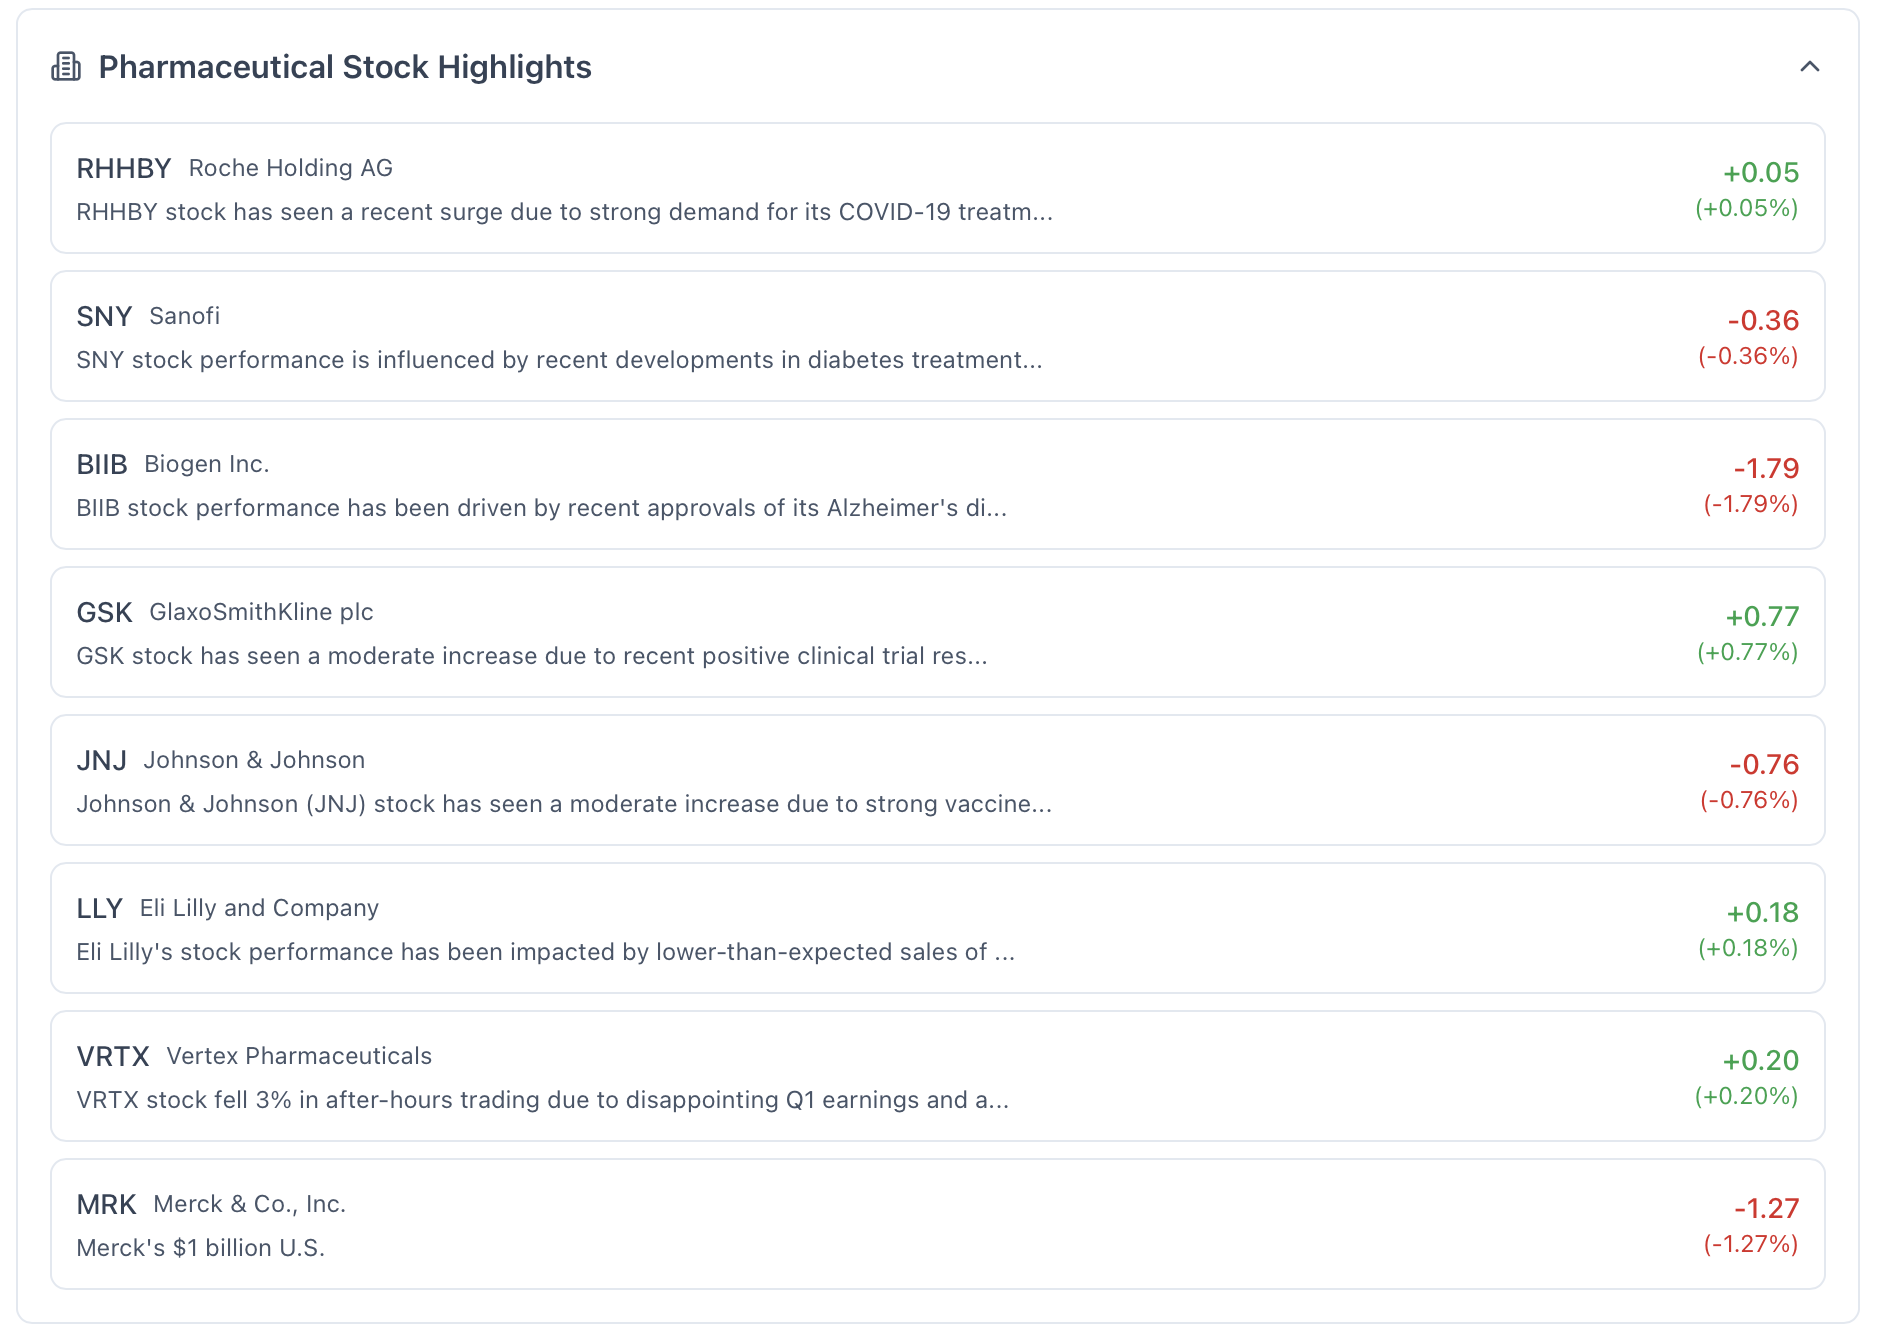 Pharmaceutical Stock Highlights
RHHBY Roche Holding AG
+0.05
RHHBY stock has seen a recent surge due to strong demand for its COVID-19 treatm...
(+0.05%)
SNY Sanofi
-0.36
SNY stock performance is influenced by recent developments in diabetes treatment...
(-0.36%)
BIIB Biogen Inc.
-1.79
BIIB stock performance has been driven by recent approvals of its Alzheimer's di...
(-1.79%)
GSK GlaxoSmithKline plc
+0.77
GSK stock has seen a moderate increase due to recent positive clinical trial res...
(+0.77%)
JNJ Johnson & Johnson
-0.76
Johnson & Johnson (JNJ) stock has seen a moderate increase due to strong vaccine...
(-0.76%)
LLY Eli Lilly and Company
+0.18
Eli Lilly's stock performance has been impacted by lower-than-expected sales of ...
(+0.18%)
VRTX Vertex Pharmaceuticals
+0.20
VRTX stock fell 3% in after-hours trading due to disappointing Q1 earnings and a...
(+0.20%)
MRK Merck & Co., Inc.
-1.27
Merck's $1 billion U.S.
(-1.27%)